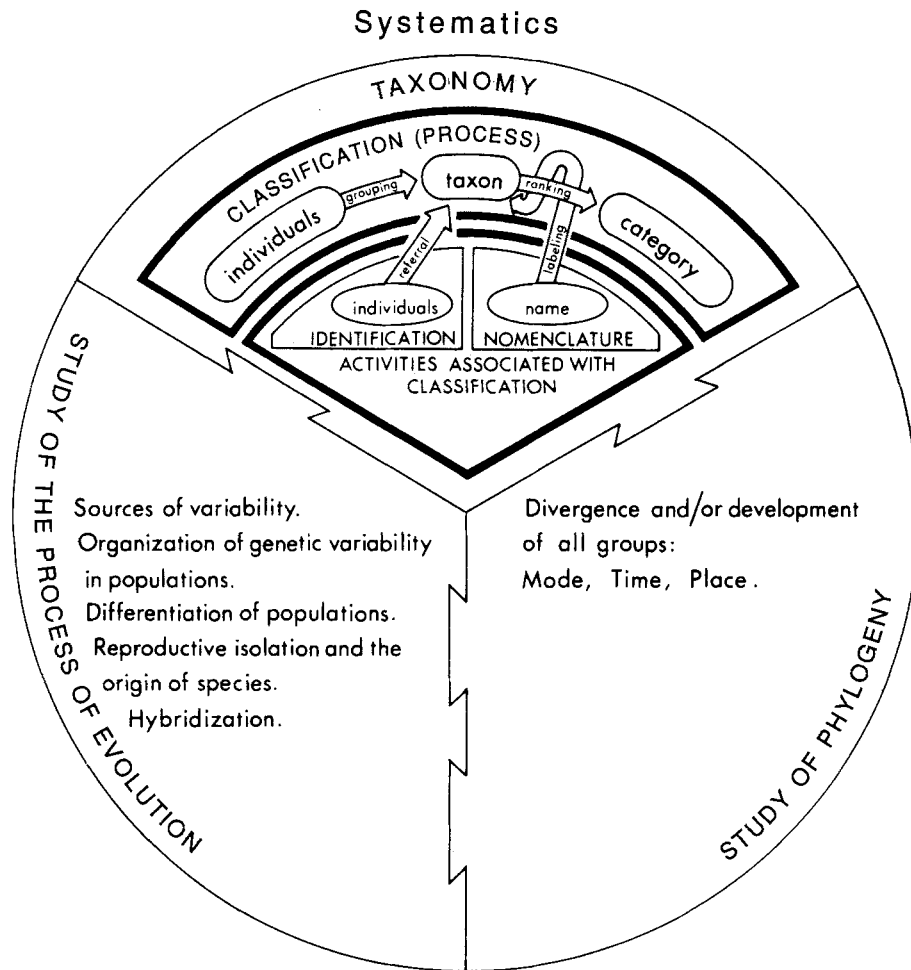 Systematics
TAXONOMY
CLASSIFICATION (PROCESS)
individuals
grouping
taxon
ranking
category
referral
labeling
individuals
name
IDENTIFICATION
NOMENCLATURE
ACTIVITIES ASSOCIATED WITH
CLASSIFICATION
STUDY OF THE PROCESS OF EVOLUTION
Sources of variability.
Organization of genetic variability
in populations.
Differentiation of populations.
Reproductive isolation and the
origin of species.
Hybridization.
Divergence and/or development
of all groups:
Mode, Time, Place.
STUDY OF PHYLOGENY